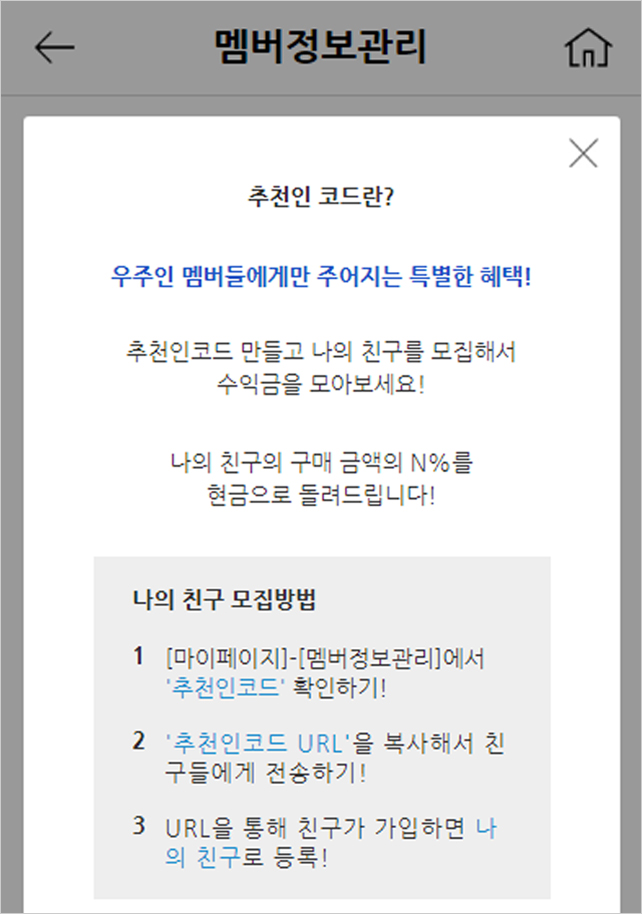 멤버정보관리
추천인 코드란?
우주인 멤버들에게만 주어지는 특별한 혜택!
추천인코드 만들고 나의 친구를 모집해서
수익금을 모아보세요!
나의 친구의 구매 금액의 N%를
현금으로 돌려드립니다!
나의 친구 모집방법
1 [마이페이지]-[멤버정보관리]에서
'추천인코드' 확인하기!
2 '추천인코드 URL'을 복사해서 친
구들에게 전송하기!
3 URL을 통해 친구가 가입하면 나
의 친구로 등록!